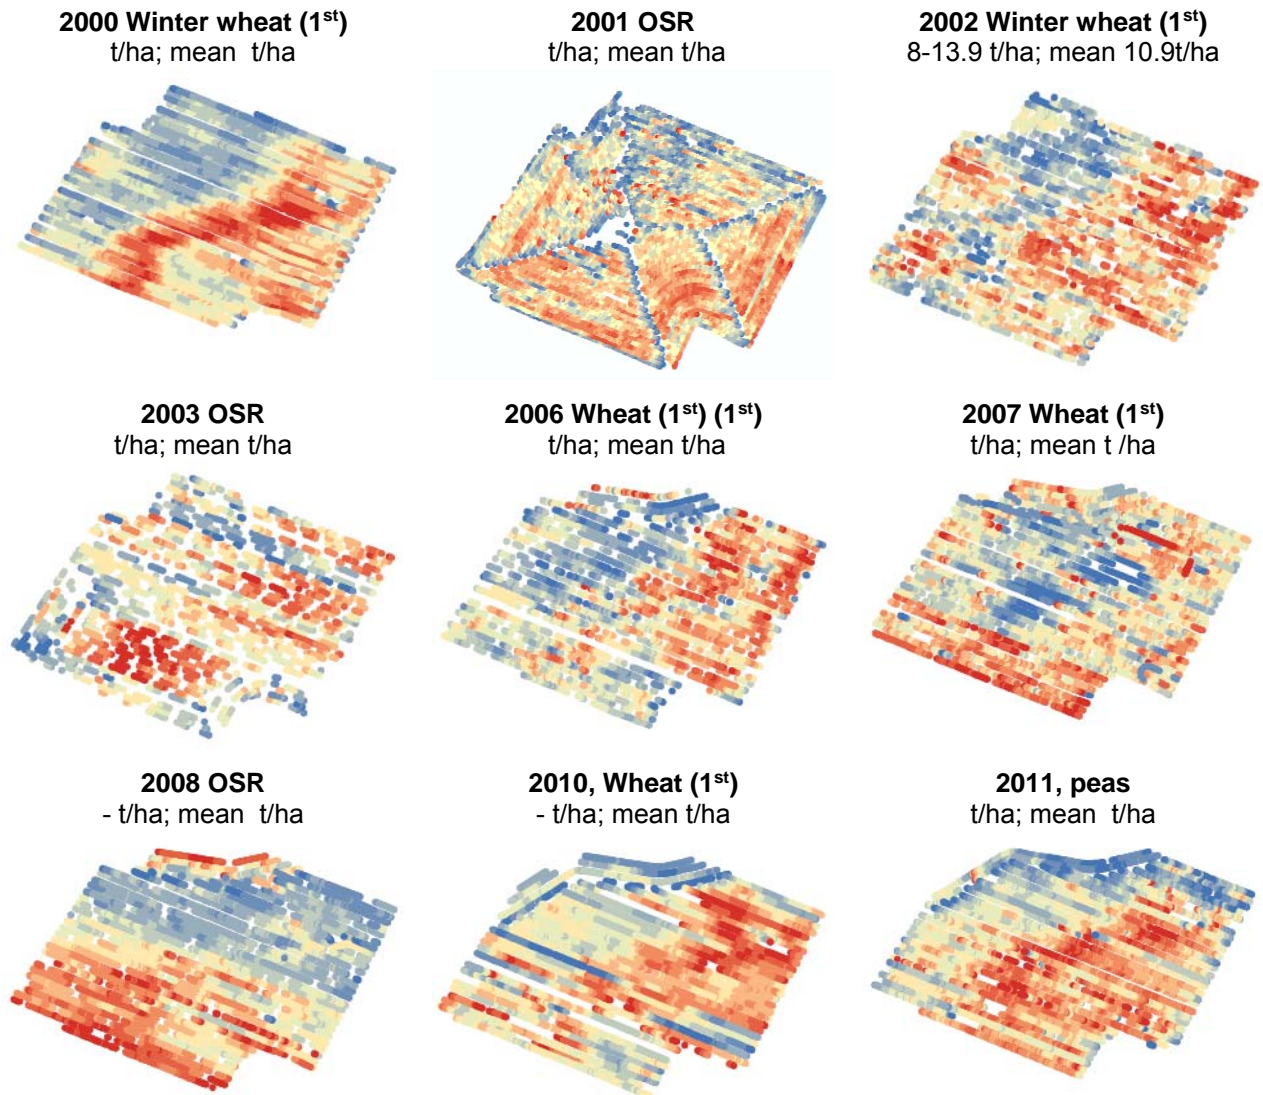 2000 Winter wheat (1st)
t/ha; mean t/ha
2001 OSR
t/ha; mean t/ha
2002 Winter wheat (1st)
8-13.9 t/ha; mean 10.9t/ha
2003 OSR
t/ha; mean t/ha
2006 Wheat (1st) (1st)
t/ha; mean t/ha
2007 Wheat (1st)
t/ha; mean t /ha
2008 OSR
- t/ha; mean t/ha
2010, Wheat (1st)
- t/ha; mean t/ha
2011, peas
t/ha; mean t/ha